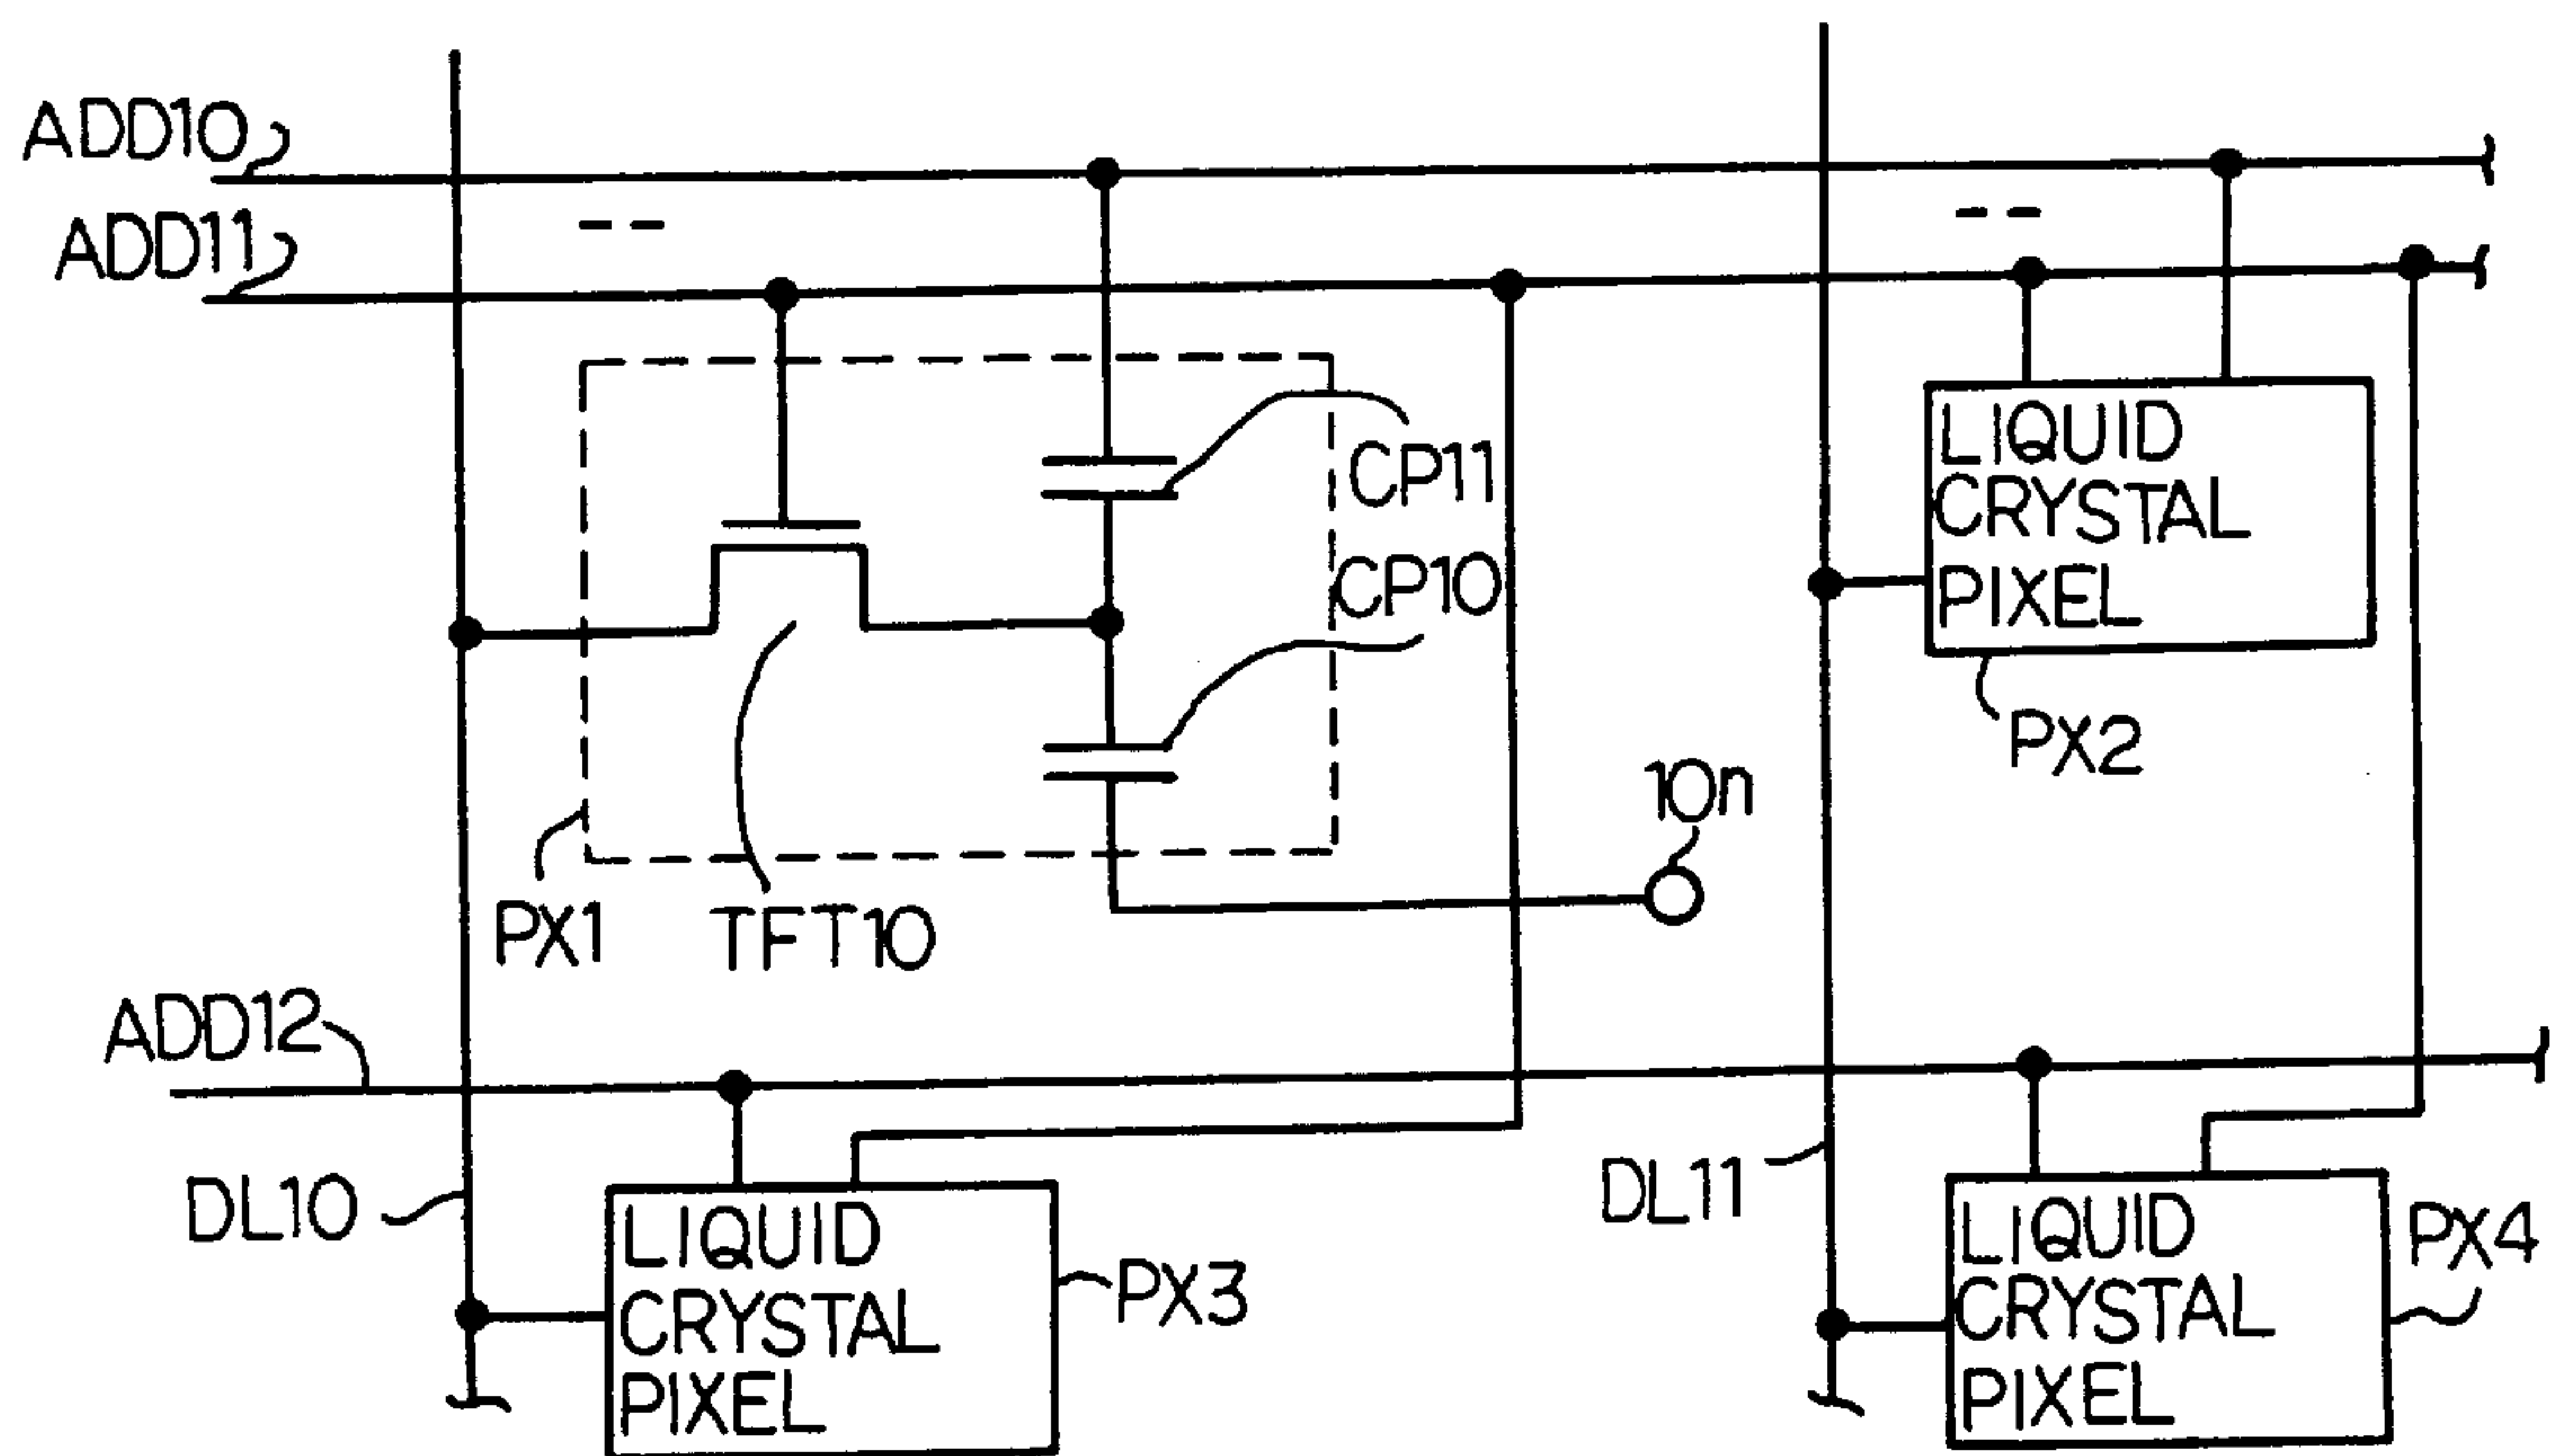 ADD10
ADD11
CP11
LIQUID
CRYSTAL
PIXEL
CP10
PX2
10n
PX1
TFT10
ADD12
DL10
DL11
LIQUID
CRYSTAL
PIXEL
PX3
LIQUID
CRYSTAL
PIXEL
PX4